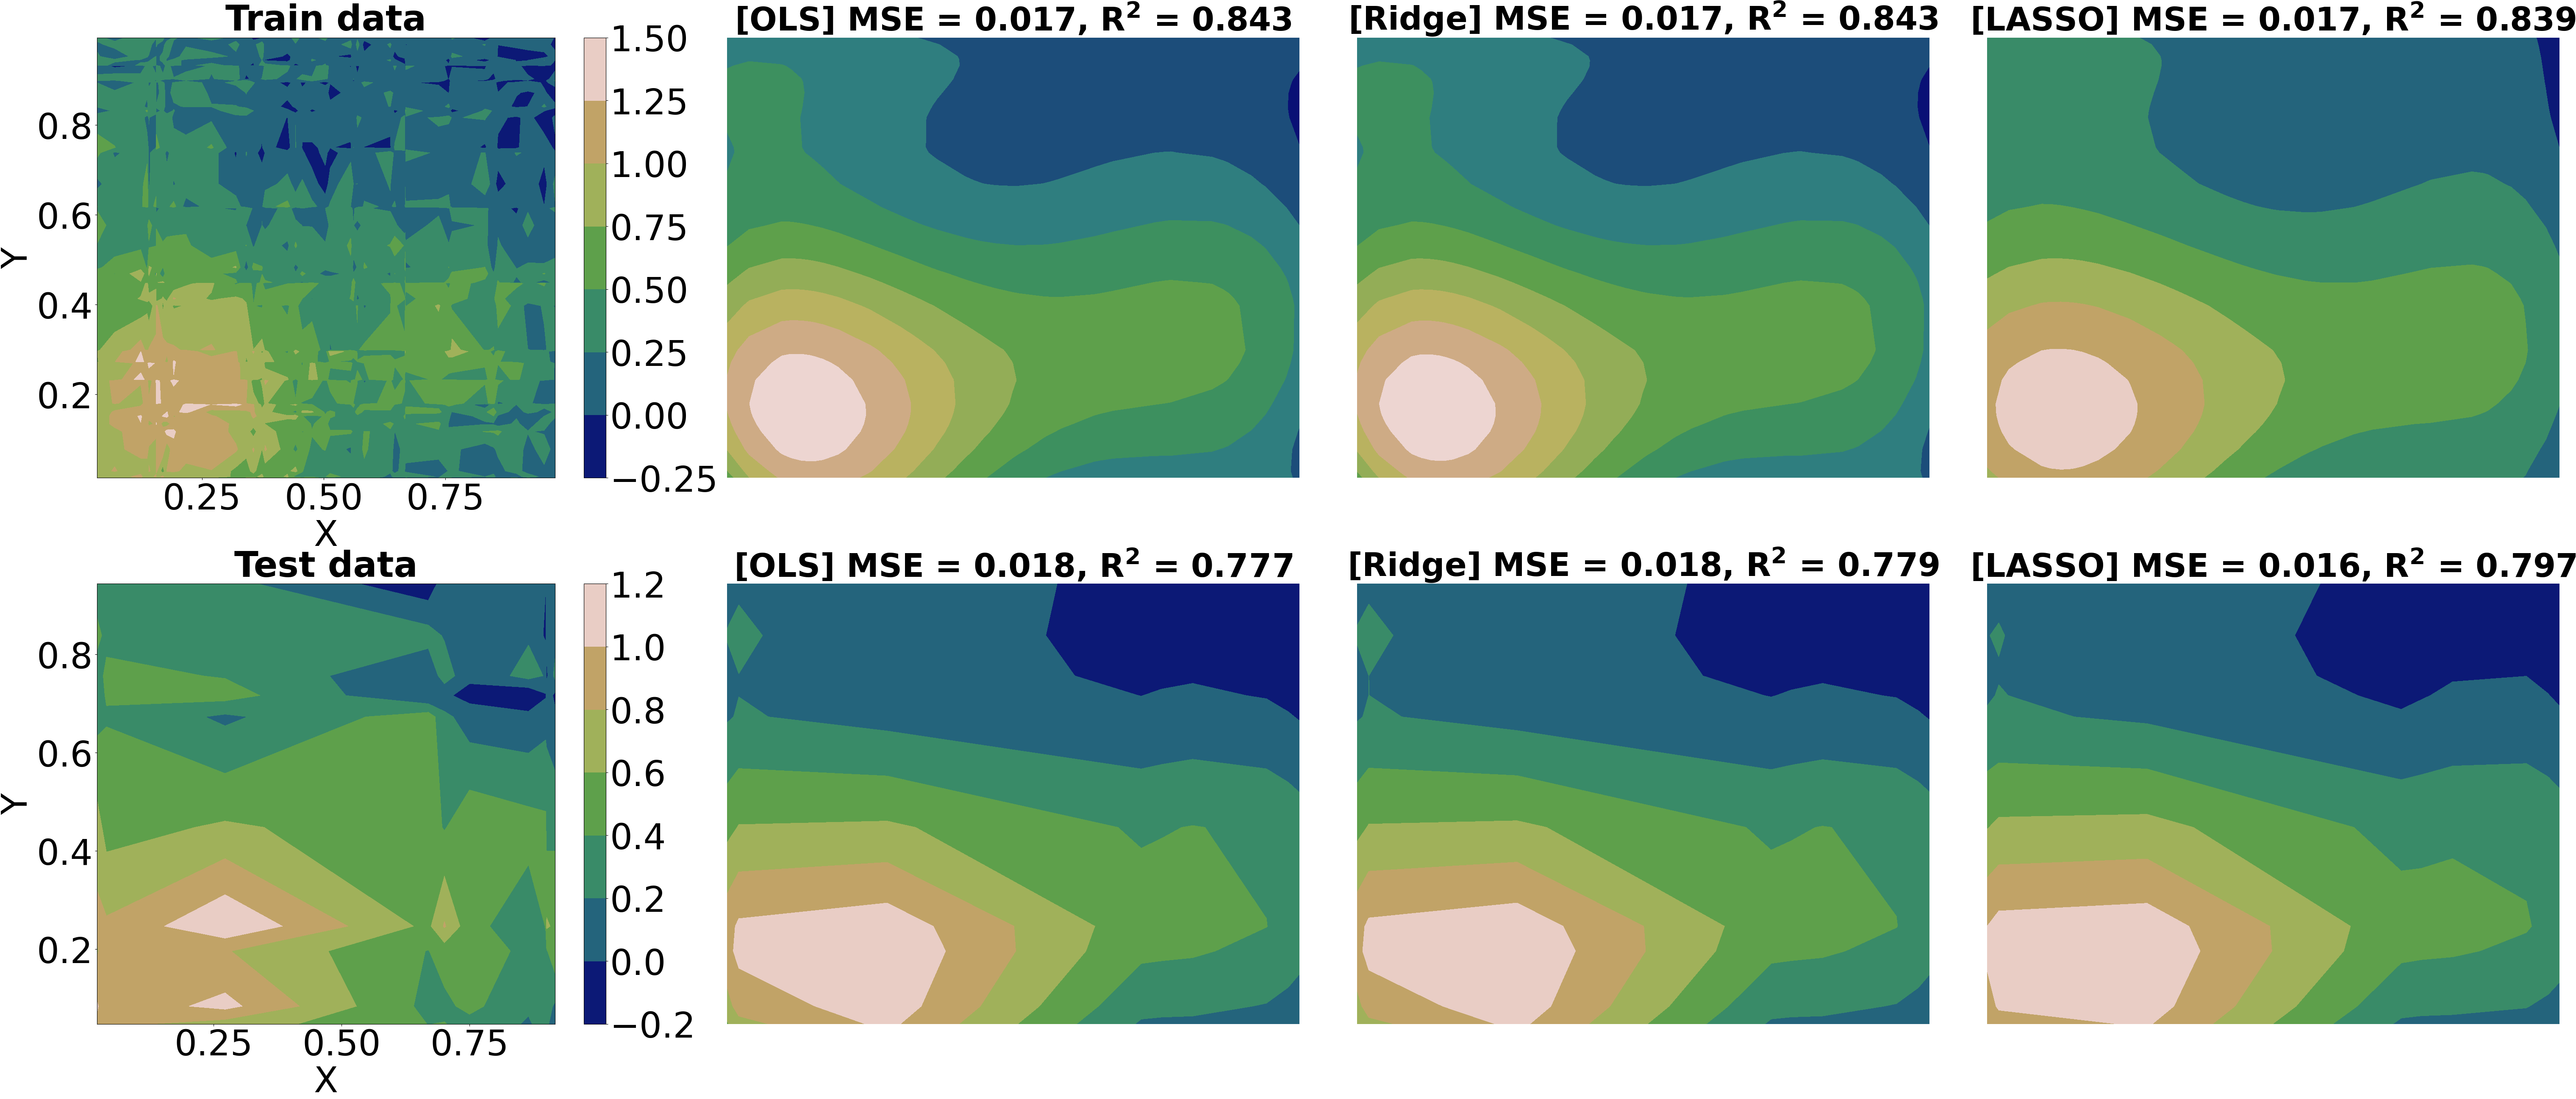 Train data
[OLS] MSE = 0.017, R² = 0.843
[Ridge] MSE = 0.017, R² = 0.843
[LASSO] MSE = 0.017, R² = 0.839
Y
0.8
0.6
0.4
0.2
0.25 0.50 0.75
X
1.50
1.25
1.00
0.75
0.50
0.25
0.00
−0.25
Test data
[OLS] MSE = 0.018, R² = 0.777
[Ridge] MSE = 0.018, R² = 0.779
[LASSO] MSE = 0.016, R² = 0.797
Y
0.8
0.6
0.4
0.2
0.25 0.50 0.75
X
1.2
1.0
0.8
0.6
0.4
0.2
0.0
−0.2